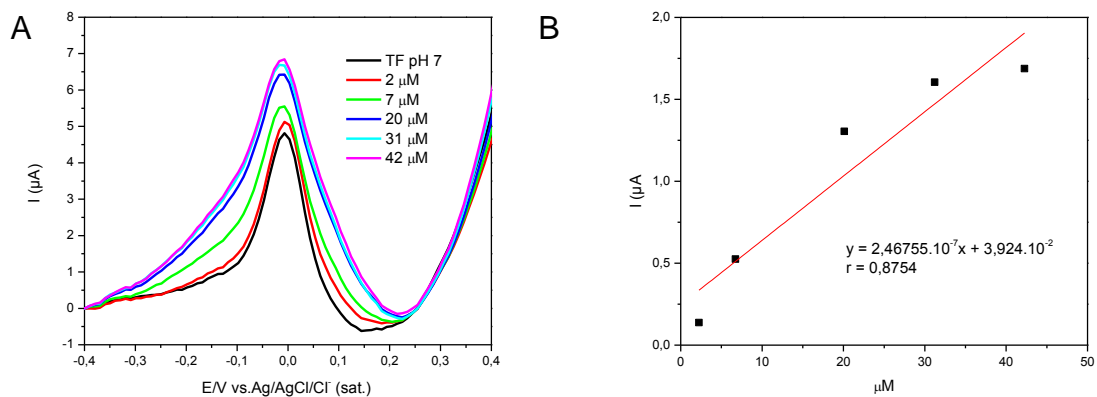 A
8
7
6
5
4
3
2
1
0
-1
I (µA)
-0,4
-0,3
-0,2
-0,1
0,0
0,1
0,2
0,3
0,4
E/V vs.Ag/AgCl/Cl⁻ (sat.)
TF pH 7
2 µM
7 µM
20 µM
31 µM
42 µM
B
2,0
1,5
1,0
0,5
0,0
I (µA
0
10
20
30
40
50
µM
y = 2,46755.10⁻⁷x + 3,924.10⁻²
r = 0,8754